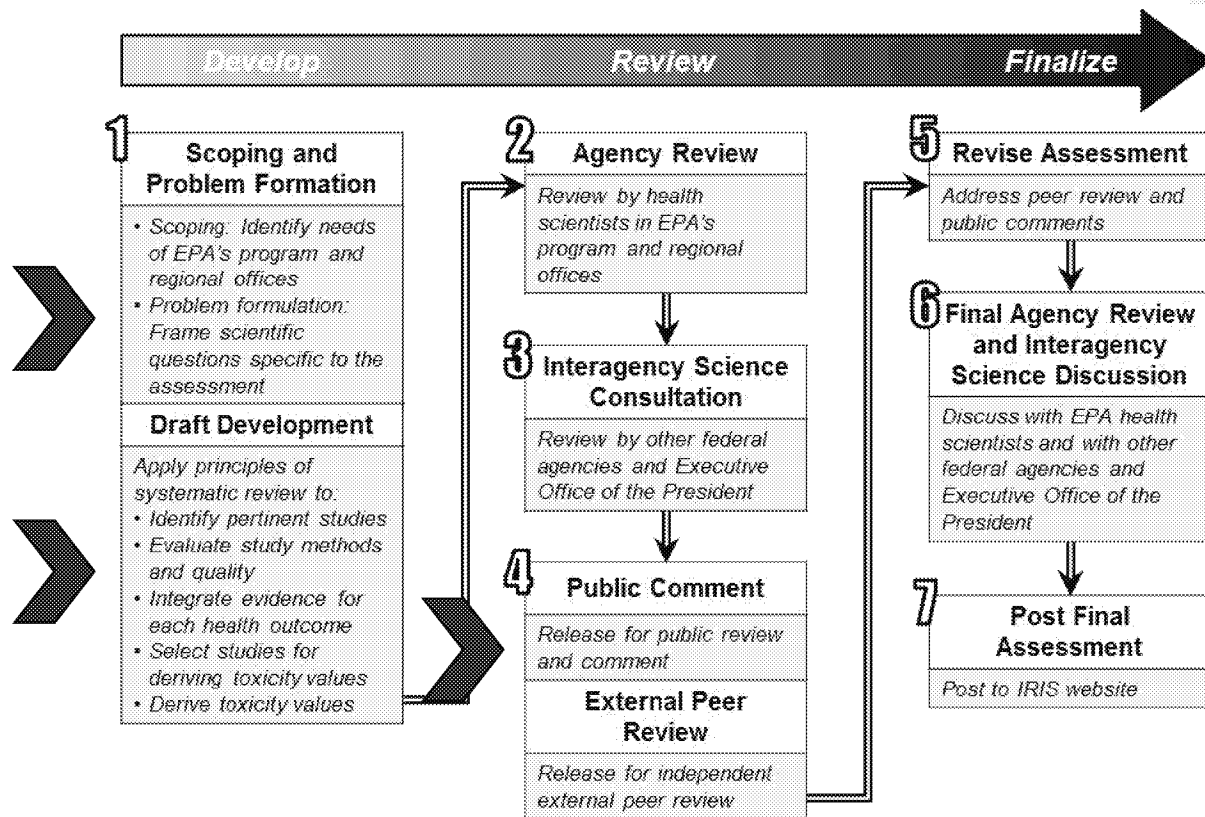 Develop
Review
Finalize
1
Scoping and
Problem Formation
• Scoping: Identify needs
of EPA's program and
regional offices
• Problem formulation:
Frame scientific
questions specific to the
assessment
Draft Development
Apply principles of
systematic review to:
• Identify pertinent studies
• Evaluate study methods
and quality
• Integrate evidence for
each health outcome
• Select studies for
deriving toxicity values
• Derive toxicity values
2
Agency Review
Review by health
scientists in EPA's
program and regional
offices
3
Interagency Science
Consultation
Review by other federal
agencies and Executive
Office of the President
4
Public Comment
Release for public review
and comment
External Peer
Review
Release for independent
external peer review
5
Revise Assessment
Address peer review and
public comments
6
Final Agency Review
and Interagency
Science Discussion
Discuss with EPA health
scientists and with other
federal agencies and
Executive Office of the
President
7
Post Final
Assessment
Post to IRIS website